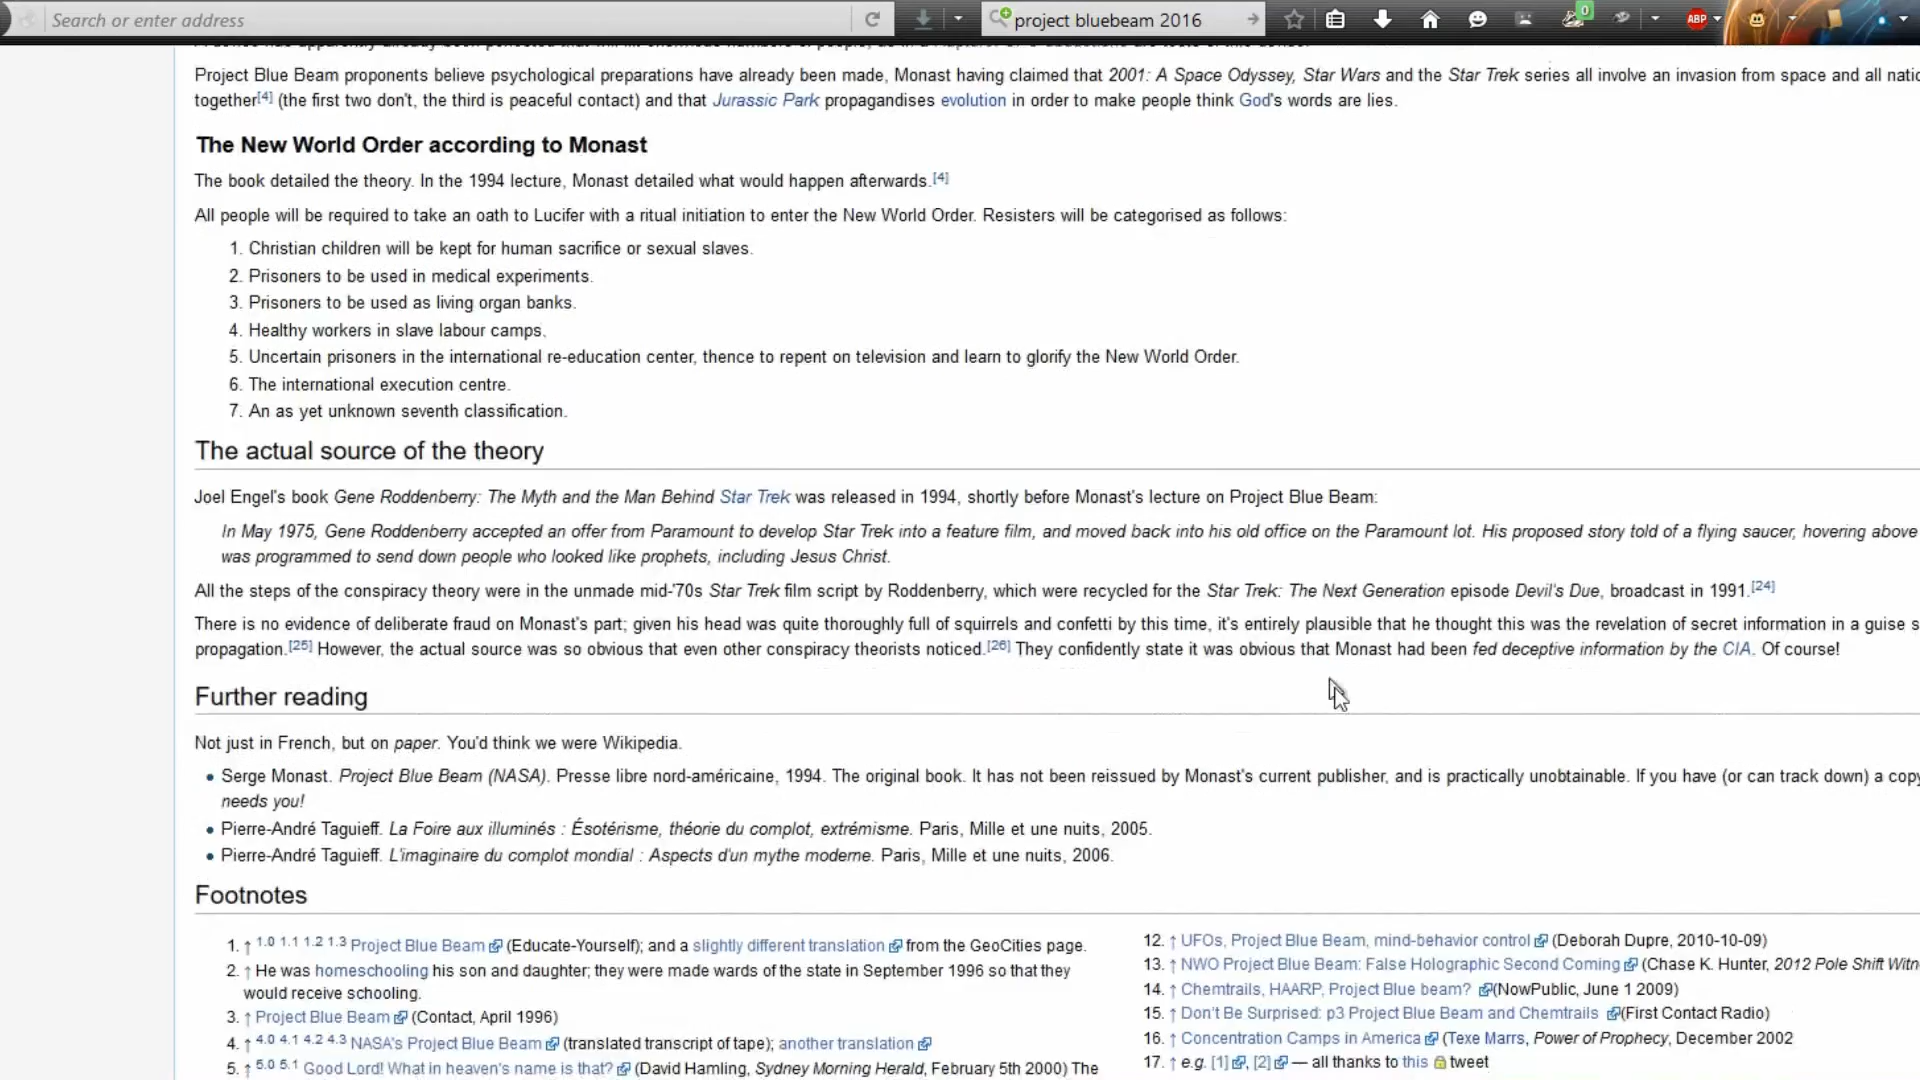 Search or enter address
project bluebeam 2016
0
ABP
Project Blue Beam proponents believe psychological preparations have already been made, Monast having claimed that 2001: A Space Odyssey, Star Wars and the Star Trek series all involve an invasion from space and all natio
together[4] (the first two don't, the third is peaceful contact) and that Jurassic Park propagandises evolution in order to make people think God's words are lies.
The New World Order according to Monast
The book detailed the theory. In the 1994 lecture, Monast detailed what would happen afterwards.[4]
All people will be required to take an oath to Lucifer with a ritual initiation to enter the New World Order. Resisters will be categorised as follows:
1. Christian children will be kept for human sacrifice or sexual slaves.
2. Prisoners to be used in medical experiments.
3. Prisoners to be used as living organ banks.
4. Healthy workers in slave labour camps.
5. Uncertain prisoners in the international re-education center, thence to repent on television and learn to glorify the New World Order.
6. The international execution centre.
7. An as yet unknown seventh classification.
The actual source of the theory
Joel Engel's book Gene Roddenberry: The Myth and the Man Behind Star Trek was released in 1994, shortly before Monast's lecture on Project Blue Beam:
In May 1975, Gene Roddenberry accepted an offer from Paramount to develop Star Trek into a feature film, and moved back into his old office on the Paramount lot. His proposed story told of a flying saucer, hovering above
was programmed to send down people who looked like prophets, including Jesus Christ.
All the steps of the conspiracy theory were in the unmade mid-'70s Star Trek film script by Roddenberry, which were recycled for the Star Trek: The Next Generation episode Devil's Due, broadcast in 1991.[24]
There is no evidence of deliberate fraud on Monast's part; given his head was quite thoroughly full of squirrels and confetti by this time, it's entirely plausible that he thought this was the revelation of secret information in a guise s
propagation.[25] However, the actual source was so obvious that even other conspiracy theorists noticed.[26] They confidently state it was obvious that Monast had been fed deceptive information by the CIA. Of course!
Further reading
Not just in French, but on paper. You'd think we were Wikipedia.
• Serge Monast. Project Blue Beam (NASA). Presse libre nord-américaine, 1994. The original book. It has not been reissued by Monast's current publisher, and is practically unobtainable. If you have (or can track down) a copy
needs you!
• Pierre-André Taguieff. La Foire aux illuminés : Ésotérisme, théorie du complot, extrémisme. Paris, Mille et une nuits, 2005.
• Pierre-André Taguieff. L'imaginaire du complot mondial : Aspects d'un mythe moderne. Paris, Mille et une nuits, 2006.
Footnotes
1. ↑ 1.0 1.1 1.2 1.3 Project Blue Beam (Educate-Yourself); and a slightly different translation from the GeoCities page.
2. ↑ He was homeschooling his son and daughter; they were made wards of the state in September 1996 so that they
would receive schooling.
3. ↑ Project Blue Beam (Contact, April 1996)
4. ↑ 4.0 4.1 4.2 4.3 NASA's Project Blue Beam (translated transcript of tape); another translation
5. ↑ 5.0 5.1 Good Lord! What in heaven's name is that? (David Hamling, Sydney Morning Herald, February 5th 2000) The
12. ↑ UFOs, Project Blue Beam, mind-behavior control (Deborah Dupre, 2010-10-09)
13. ↑ NWO Project Blue Beam: False Holographic Second Coming (Chase K. Hunter, 2012 Pole Shift Witn
14. ↑ Chemtrails, HAARP, Project Blue beam? (NowPublic, June 1 2009)
15. ↑ Don't Be Surprised: p3 Project Blue Beam and Chemtrails (First Contact Radio)
16. ↑ Concentration Camps in America (Texe Marrs, Power of Prophecy, December 2002
17. ↑ e.g. [1], [2] — all thanks to this tweet